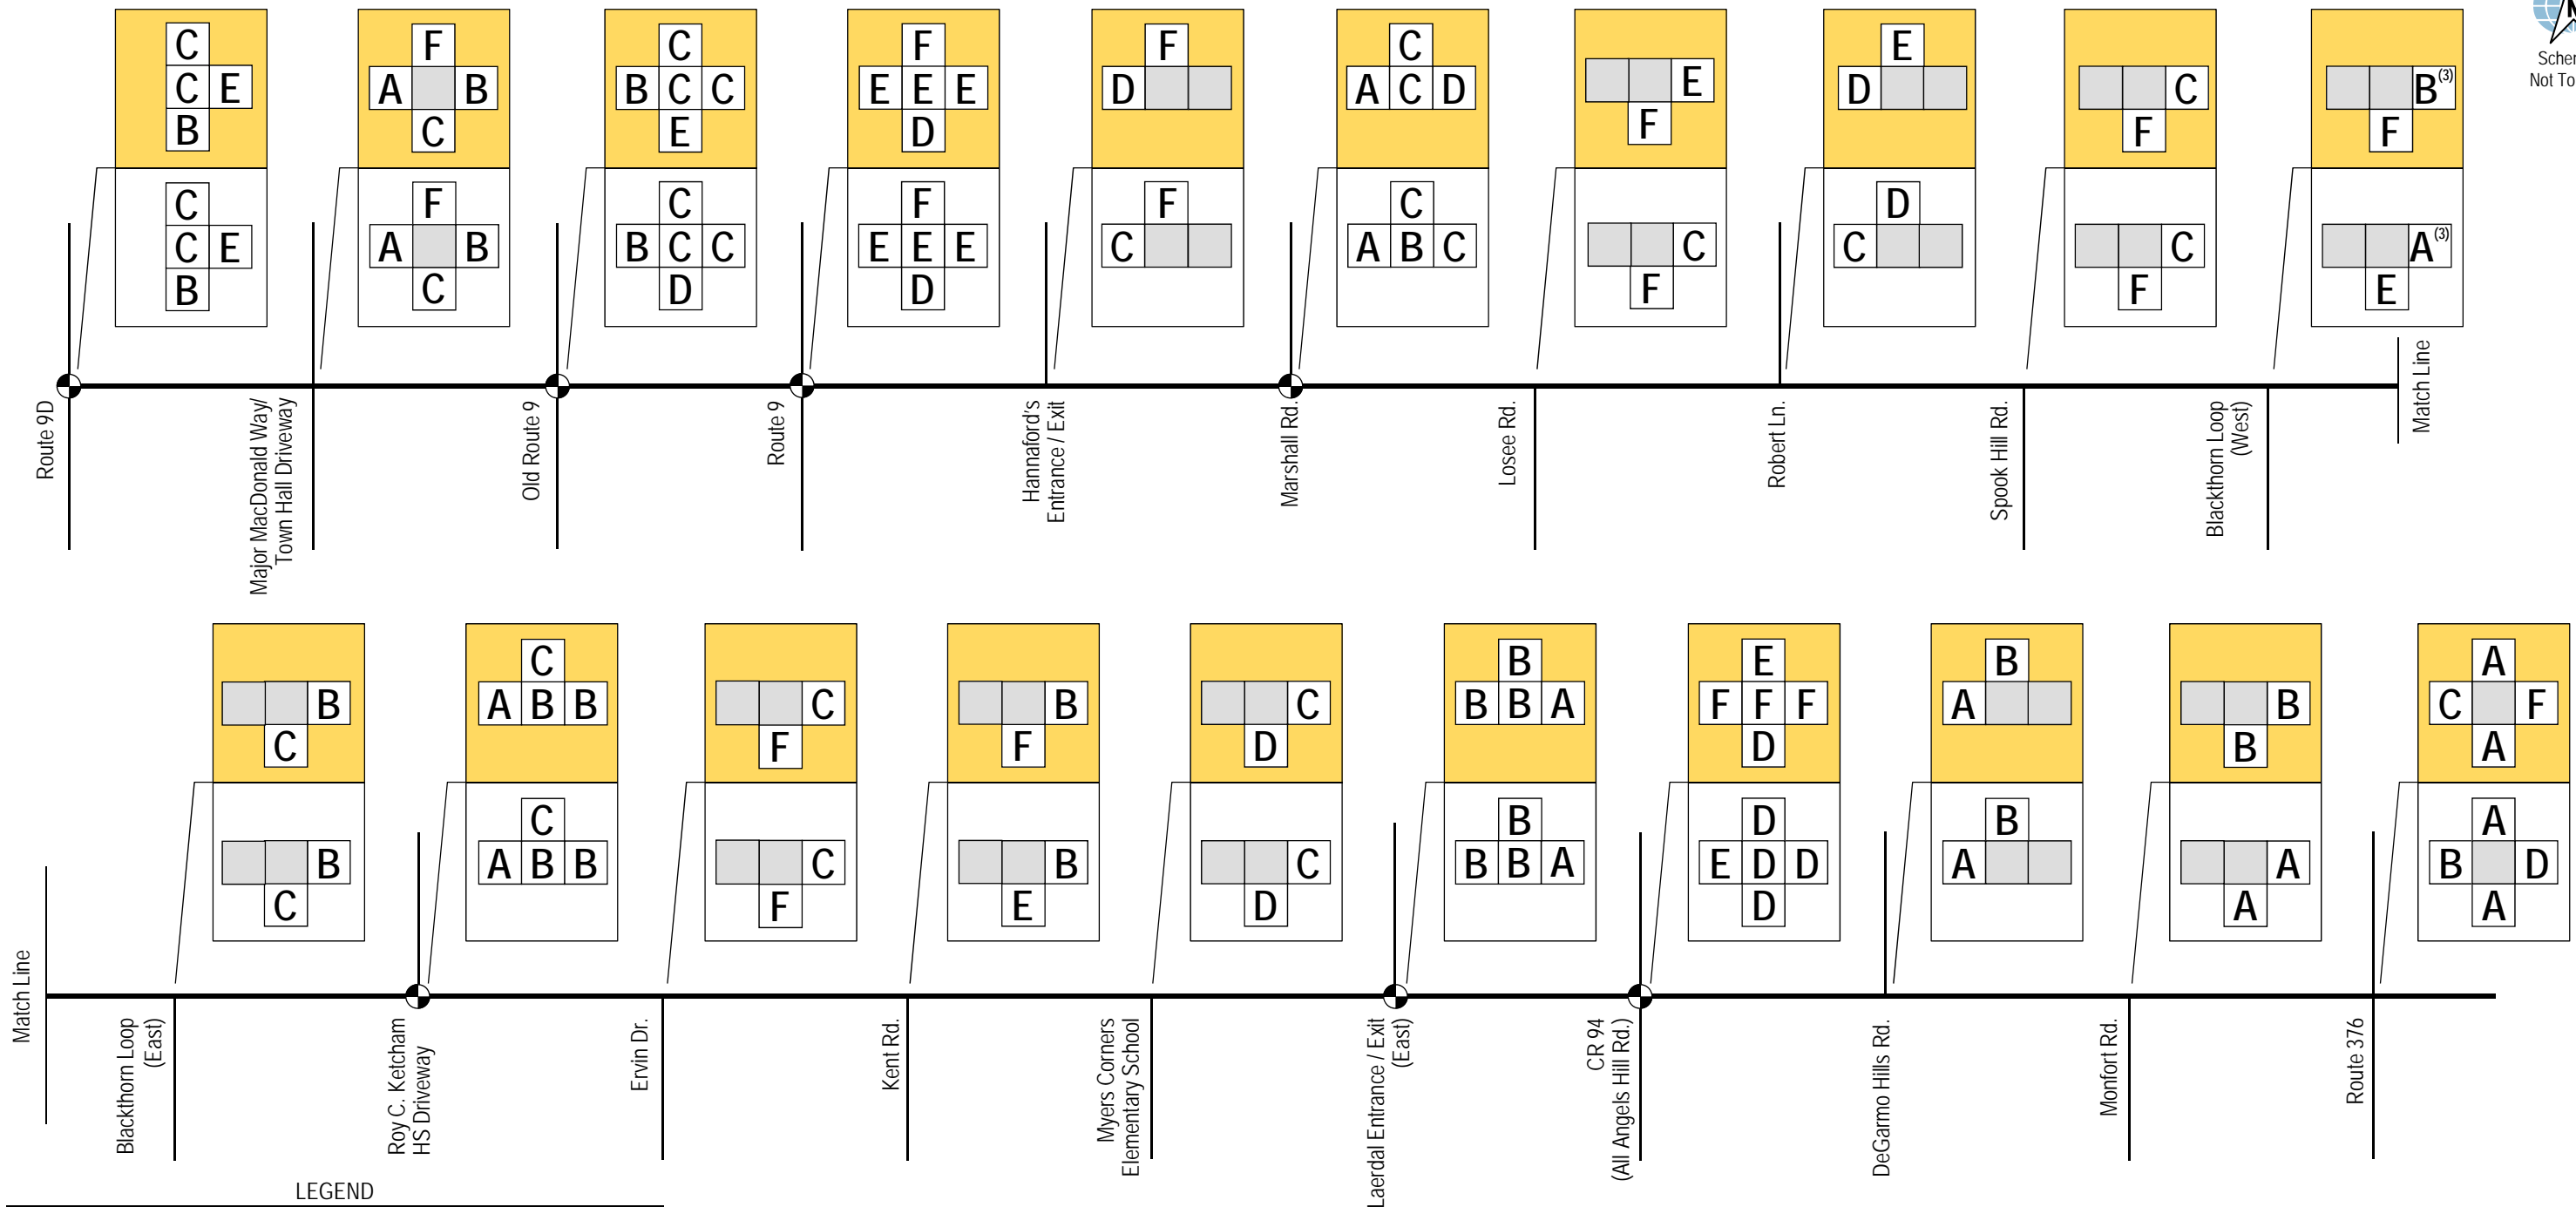 N
Schem
Not To
C
C E
B
C
C E
B
F
A B
C
F
A B
C
C
B C C
E
C
B C C
D
F
E E E
D
F
E E E
D
F
D
F
C
C
A C D
C
A B C
E
F
C
F
E
D
D
C
C
F
C
F
B(3)
F
A(3)
E
Route 9D
Major MacDonald Way/
Town Hall Driveway
Old Route 9
Route 9
Hannaford's
Entrance / Exit
Marshall Rd.
Losee Rd.
Robert Ln.
Spook Hill Rd.
Blackthorn Loop
(West)
Match Line
B
C
B
C
C
A B B
C
A B B
C
F
C
F
B
F
B
E
C
D
C
D
B
B B A
B
B B A
E
F F F
D
D
E D D
D
B
A
B
A
B
B
A
A
A
C F
A
A
B D
A
Match Line
Blackthorn Loop
(East)
Roy C. Ketcham
HS Driveway
Ervin Dr.
Kent Rd.
Myers Corners
Elementary School
Laerdal Entrance / Exit
(East)
CR 94
(All Angels Hill Rd.)
DeGarmo Hills Rd.
Monfort Rd.
Route 376
LEGEND